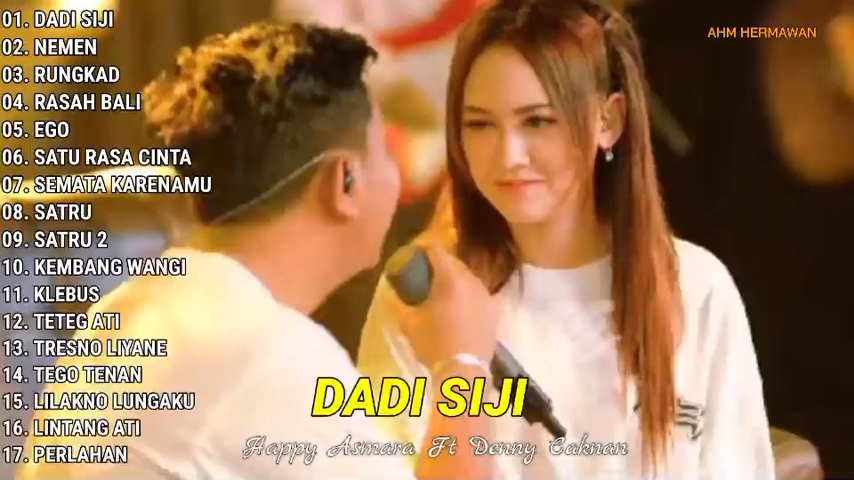 01. DADI SIJI
02. NEMEN
03. RUNGKAD
04. RASAH BALI
05. EGO
06. SATU RASA CINTA
07. SEMATA KARENAMU
08. SATRU
09. SATRU 2
10. KEMBANG WANGI
11. KLEBUS
12. TETEG ATI
13. TRESNO LIYANE
14. TEGO TENAN
15. LILAKNO LUNGAKU
16. LINTANG ATI
17. PERLAHAN
AHM HERMAWAN
DADI SIJI
Happy Asmara Ft Denny Caknan